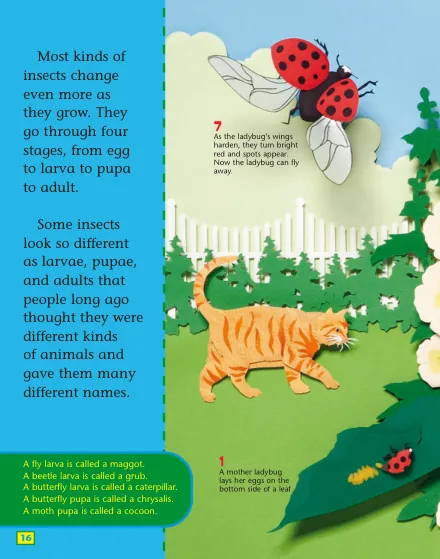 Most kinds of
insects change
even more as
they grow. They
go through four
stages, from egg
to larva to pupa
to adult.
Some insects
look so different
as larvae, pupae,
and adults that
people long ago
thought they were
different kinds
of animals and
gave them many
different names.
A fly larva is called a maggot.
A beetle larva is called a grub.
A butterfly larva is called a caterpillar.
A butterfly pupa is called a chrysalis.
A moth pupa is called a cocoon.
16
7
As the ladybug's wings
harden, they turn bright
red and spots appear.
Now the ladybug can fly
away.
1
A mother ladybug
lays her eggs on the
bottom side of a leaf